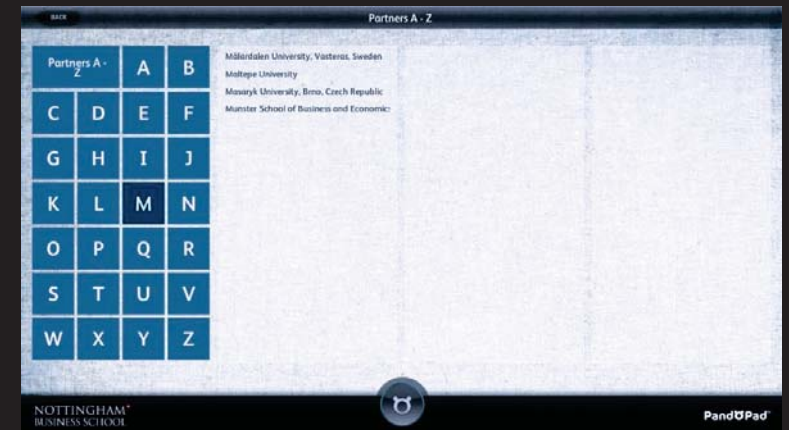 BACK
Partners A - Z
Partners A -
Z
A
B
C
D
E
F
G
H
I
J
K
L
M
N
O
P
Q
R
S
T
U
V
W
X
Y
Z
Mälardalen University, Vasteras, Sweden
Maltepe University
Masaryk University, Brno, Czech Republic
Munster School of Business and Economics
NOTTINGHAM
BUSINESS SCHOOL
PandoPad